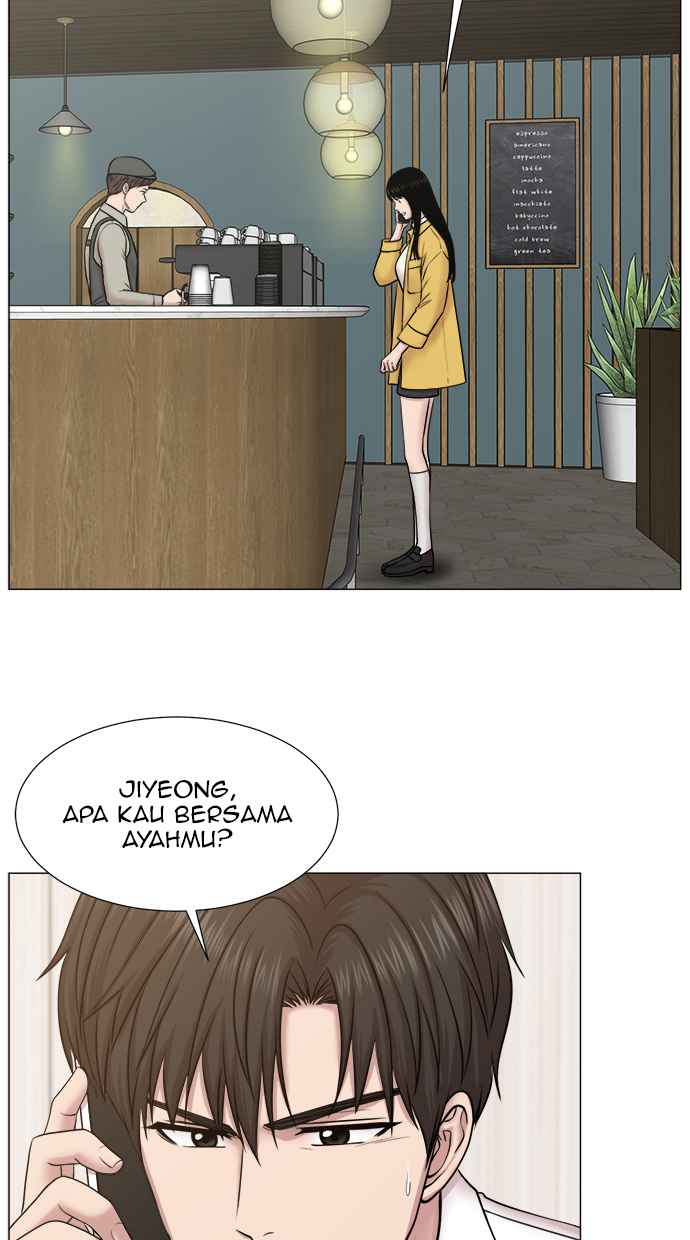 espresso
americano
cappuccino
latte
mocha
flat white
macchiato
babyccino
hot chocolate
cold brew
green tea
JIYEONG,
APA KAU BERSAMA
AYAHMU?